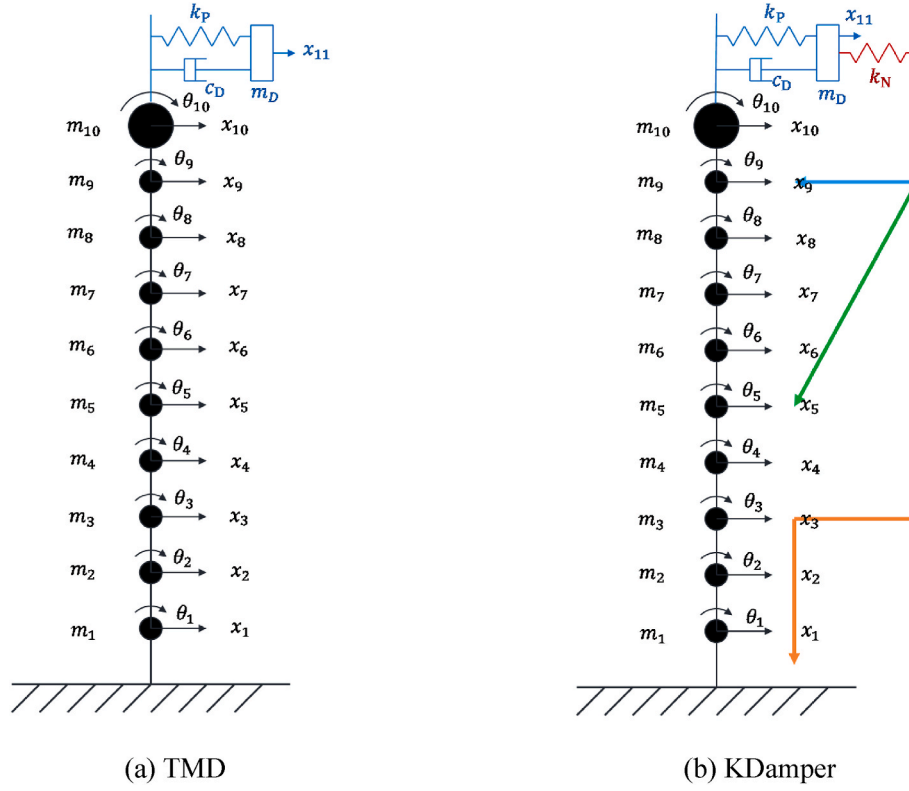 k_P
x_11
c_D
m_D
θ_10
m_10
x_10
θ_9
m_9
x_9
θ_8
m_8
x_8
θ_7
m_7
x_7
θ_6
m_6
x_6
θ_5
m_5
x_5
θ_4
m_4
x_4
θ_3
m_3
x_3
θ_2
m_2
x_2
θ_1
m_1
x_1
(a) TMD
k_P
x_11
k_N
c_D
m_D
θ_10
m_10
x_10
θ_9
m_9
x_9
θ_8
m_8
x_8
θ_7
m_7
x_7
θ_6
m_6
x_6
θ_5
m_5
x_5
θ_4
m_4
x_4
θ_3
m_3
x_3
θ_2
m_2
x_2
θ_1
m_1
x_1
(b) KDamper